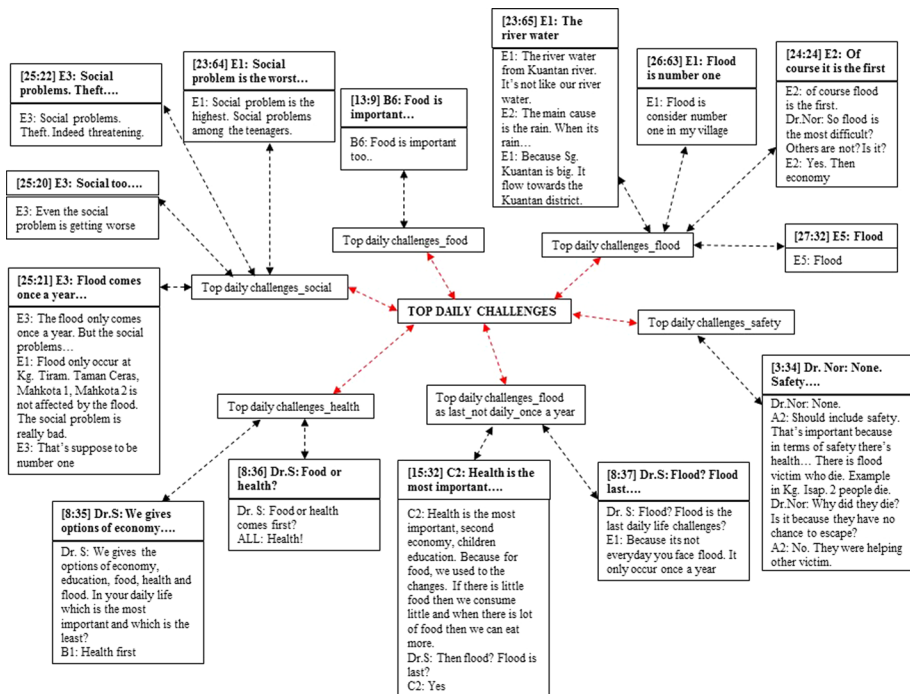 [25:22] E3: Social
problems. Theft….
E3: Social problems.
Theft. Indeed threatening.
[23:64] E1: Social
problem is the worst…
E1: Social problem is the
highest. Social problems
among the teenagers.
[13:9] B6: Food is
important…
B6: Food is important
too..
[23:65] E1: The
river water
E1: The river water
from Kuantan river.
It's not like our river
water.
E2: The main cause
is the rain. When its
rain…
E1: Because Sg.
Kuantan is big. It
flow towards the
Kuantan district.
[26:63] E1: Flood
is number one
E1: Flood is
consider number
one in my village
[24:24] E2: Of
course it is the first
E2: of course flood
is the first.
Dr.Nor: So flood is
the most difficult?
Others are not? Is it?
E2: Yes. Then
economy
[25:20] E3: Social too….
E3: Even the social
problem is getting worse
Top daily challenges_food
Top daily challenges_flood
[27:32] E5: Flood
E5: Flood
[25:21] E3: Flood comes
once a year…
E3: The flood only comes
once a year. But the social
problems…
E1: Flood only occur at
Kg. Tiram. Taman Ceras,
Mahkota 1, Mahkota 2 is
not affected by the flood.
The social problem is
really bad.
E3: That's suppose to be
number one
Top daily challenges_social
TOP DAILY CHALLENGES
Top daily challenges_safety
[3:34] Dr. Nor: None.
Safety….
Dr.Nor: None.
A2: Should include safety.
That's important because
in terms of safety there's
health… There is flood
victim who die. Example
in Kg. Isap. 2 people die.
Dr.Nor: Why did they die?
Is it because they have no
chance to escape?
A2: No. They were helping
other victim.
Top daily challenges_health
Top daily challenges_flood
as last_not daily_once a year
[8:35] Dr.S: We gives
options of economy….
Dr. S: We gives the
options of economy,
education, food, health and
flood. In your daily life
which is the most
important and which is the
least?
B1: Health first
[8:36] Dr.S: Food or
health?
Dr. S: Food or health
comes first?
ALL: Health!
[15:32] C2: Health is the
most important….
C2: Health is the most
important, second
economy, children
education. Because for
food, we used to the
changes. If there is little
food then we consume
little and when there is lot
of food then we can eat
more.
Dr.S: Then flood? Flood is
last?
C2: Yes
[8:37] Dr.S: Flood? Flood
last….
Dr. S: Flood? Flood is the
last daily life challenges?
E1: Because its not
everyday you face flood. It
only occur once a year